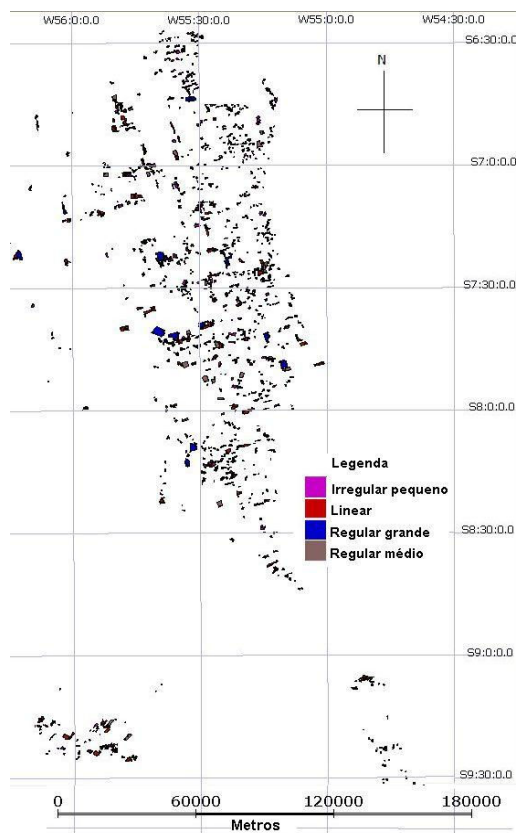 W56:0:0.0 W55:30:0.0 W55:0:0.0 W54:30:0.0
S6:30:0.0
N
S7:0:0.0
S7:30:0.0
S8:0:0.0
Legenda
Irregular pequeno
Linear
Regular grande
Regular médio
S8:30:0.0
S9:0:0.0
S9:30:0.0
0 60000 120000 180000
Metros